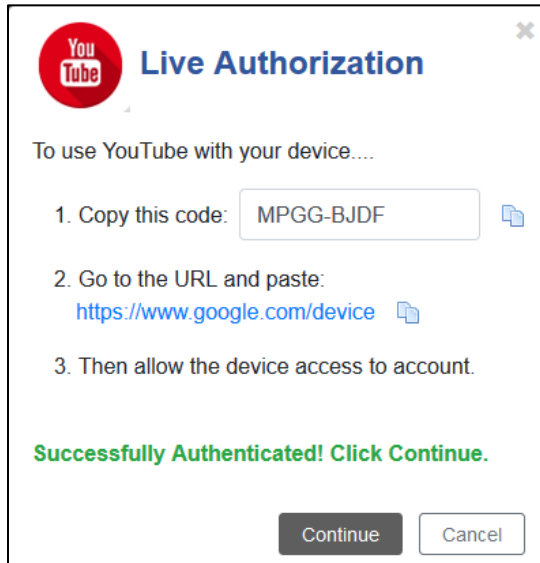 You
Tube
Live Authorization
To use YouTube with your device....
1. Copy this code: MPGG-BJDF
2. Go to the URL and paste:
https://www.google.com/device
3. Then allow the device access to account.
Successfully Authenticated! Click Continue.
Continue Cancel